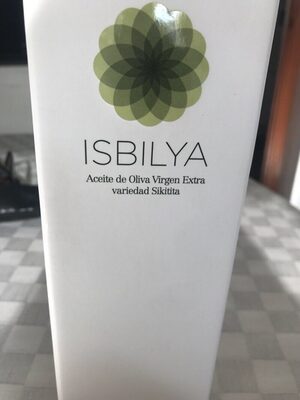 ISBILYA
Aceite de Oliva Virgen Extra
variedad Sikitita